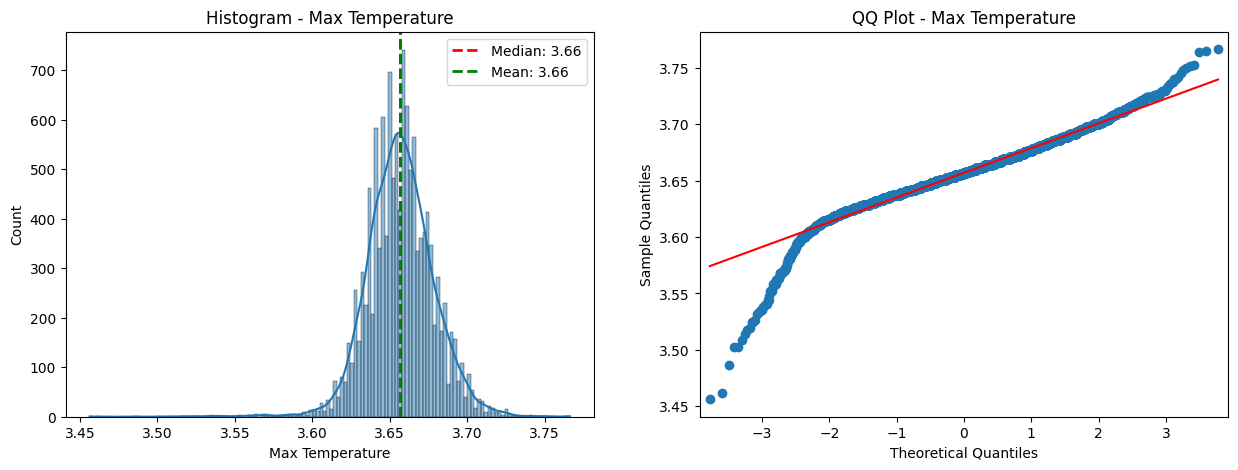 Histogram - Max Temperature
Median: 3.66
Mean: 3.66
700
600
500
400
300
200
100
0
3.45 3.50 3.55 3.60 3.65 3.70 3.75
Count
Max Temperature
QQ Plot - Max Temperature
3.75
3.70
3.65
3.60
3.55
3.50
3.45
−3 −2 −1 0 1 2 3
Sample Quantiles
Theoretical Quantiles